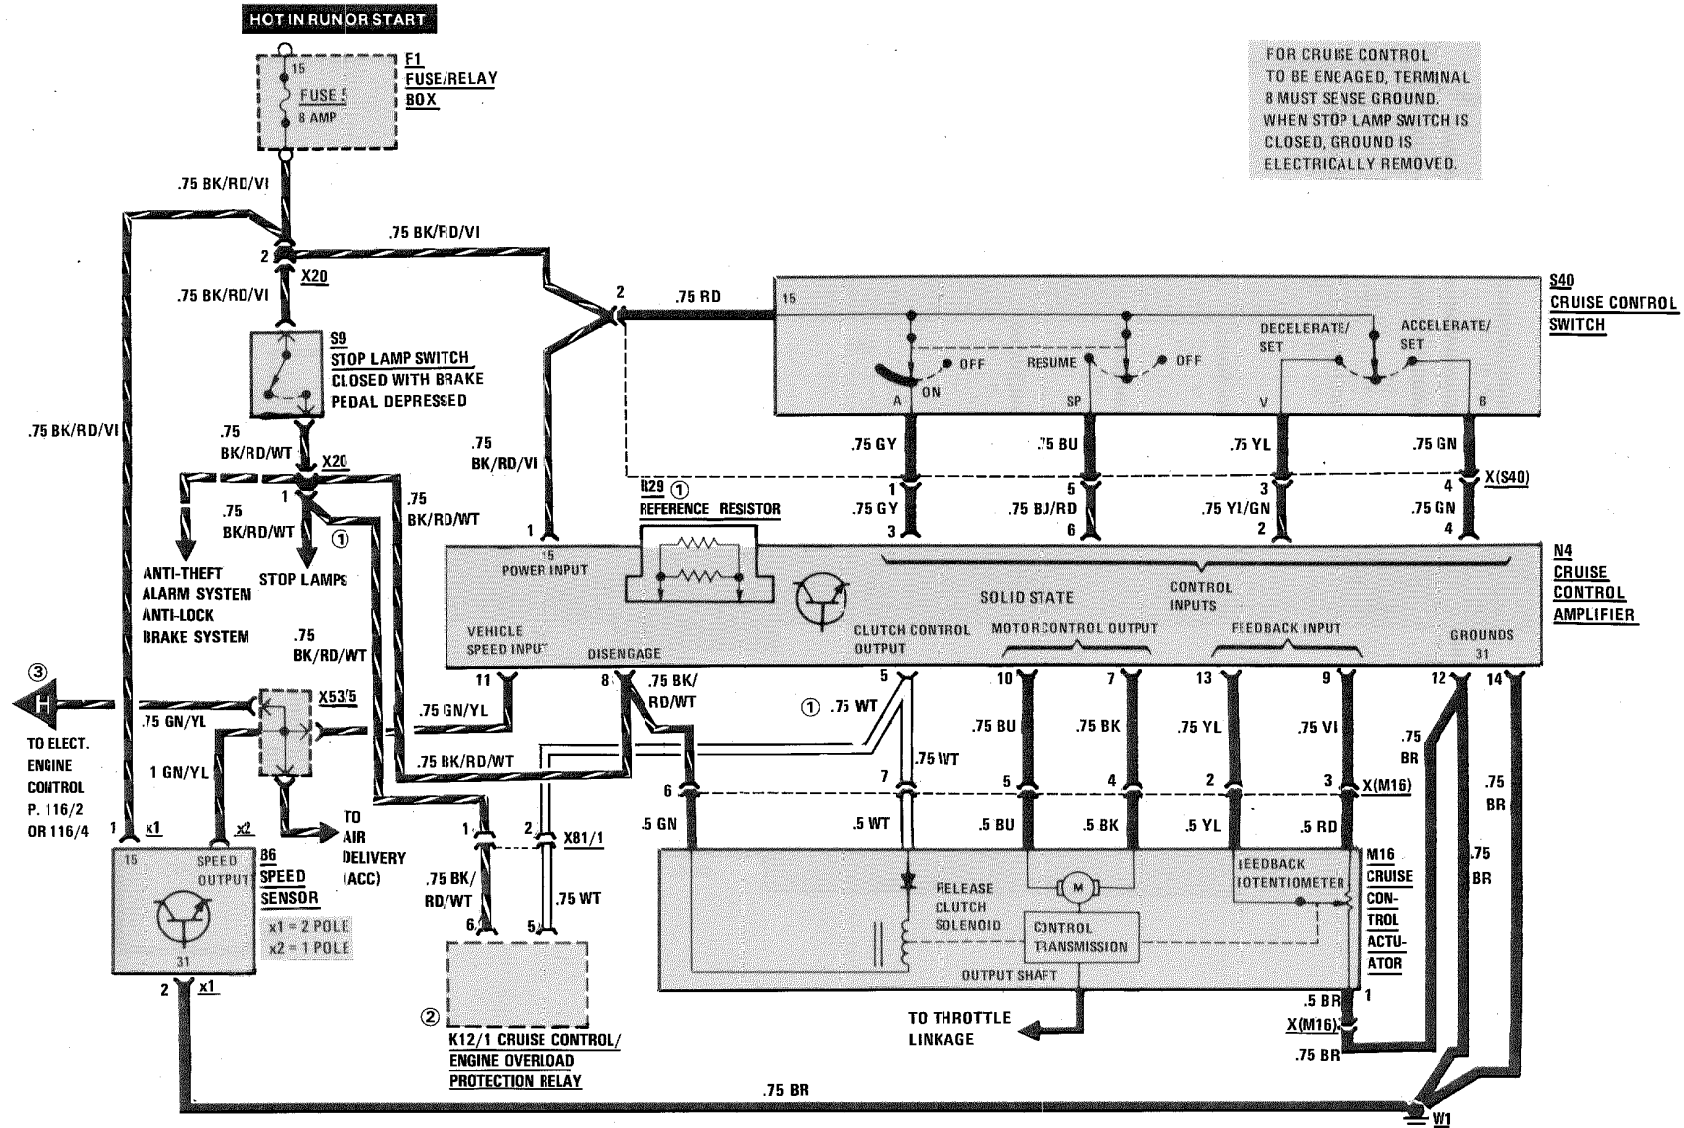 HOT IN RUN OR START
15
FUSE 5
8 AMP
F1
FUSE/RELAY
BOX
FOR CRUISE CONTROL
TO BE ENGAGED, TERMINAL
8 MUST SENSE GROUND.
WHEN STOP LAMP SWITCH IS
CLOSED, GROUND IS
ELECTRICALLY REMOVED.
.75 BK/RD/VI
.75 BK/RD/VI
2
X20
.75 BK/RD/VI
2
.75 RD
15
S40
CRUISE CONTROL
SWITCH
DECELERATE/
SET
ACCELERATE/
SET
OFF
ON
RESUME
OFF
A
SP
V
B
S9
STOP LAMP SWITCH
CLOSED WITH BRAKE
PEDAL DEPRESSED
.75 BK/RD/VI
.75
BK/RD/WT
X20
1
.75
BK/RD/VI
.75 GY
.75 BU
.75 YL
.75 GN
1
5
3
4
X(S40)
.75 GY
.75 BU/RD
.75 YL/GN
.75 GN
3
6
2
4
.75
BK/RD/WT
.75
BK/RD/WT
1
STOP LAMPS
ANTI-THEFT
ALARM SYSTEM
ANTI-LOCK
BRAKE SYSTEM
R29 1
REFERENCE RESISTOR
1
15
POWER INPUT
SOLID STATE
CONTROL
INPUTS
N4
CRUISE
CONTROL
AMPLIFIER
VEHICLE
SPEED INPUT
DISENGAGE
CLUTCH CONTROL
OUTPUT
MOTOR CONTROL OUTPUT
FEEDBACK INPUT
GROUNDS
31
.75
BK/RD/WT
11
8
5
10
7
13
9
12
14
3
H
TO ELECT.
ENGINE
CONTROL
P. 116/2
OR 116/4
.75 GN/YL
X53/5
.75 GN/YL
1 GN/YL
.75 BK/
RD/WT
1 .75 WT
.75 BK/RD/WT
.75 WT
.75 BU
.75 BK
.75 YL
.75 VI
.75
BR
.75
BR
6
7
5
4
2
3
X(M16)
.5 GN
.5 WT
.5 BU
.5 BK
.5 YL
.5 RD
.75
BR
TO
AIR
DELIVERY
(ACC)
1
x1
x2
15
SPEED
OUTPUT
31
B6
SPEED
SENSOR
x1 = 2 POLE
x2 = 1 POLE
2
x1
1
2
X81/1
.75 BK/
RD/WT
.75 WT
6
5
2
K12/1 CRUISE CONTROL/
ENGINE OVERLOAD
PROTECTION RELAY
RELEASE
CLUTCH
SOLENOID
M
CONTROL
TRANSMISSION
OUTPUT SHAFT
FEEDBACK
POTENTIOMETER
M16
CRUISE
CON-
TROL
ACTU-
ATOR
TO THROTTLE
LINKAGE
.5 BR
1
X(M16)
.75 BR
.75 BR
W1